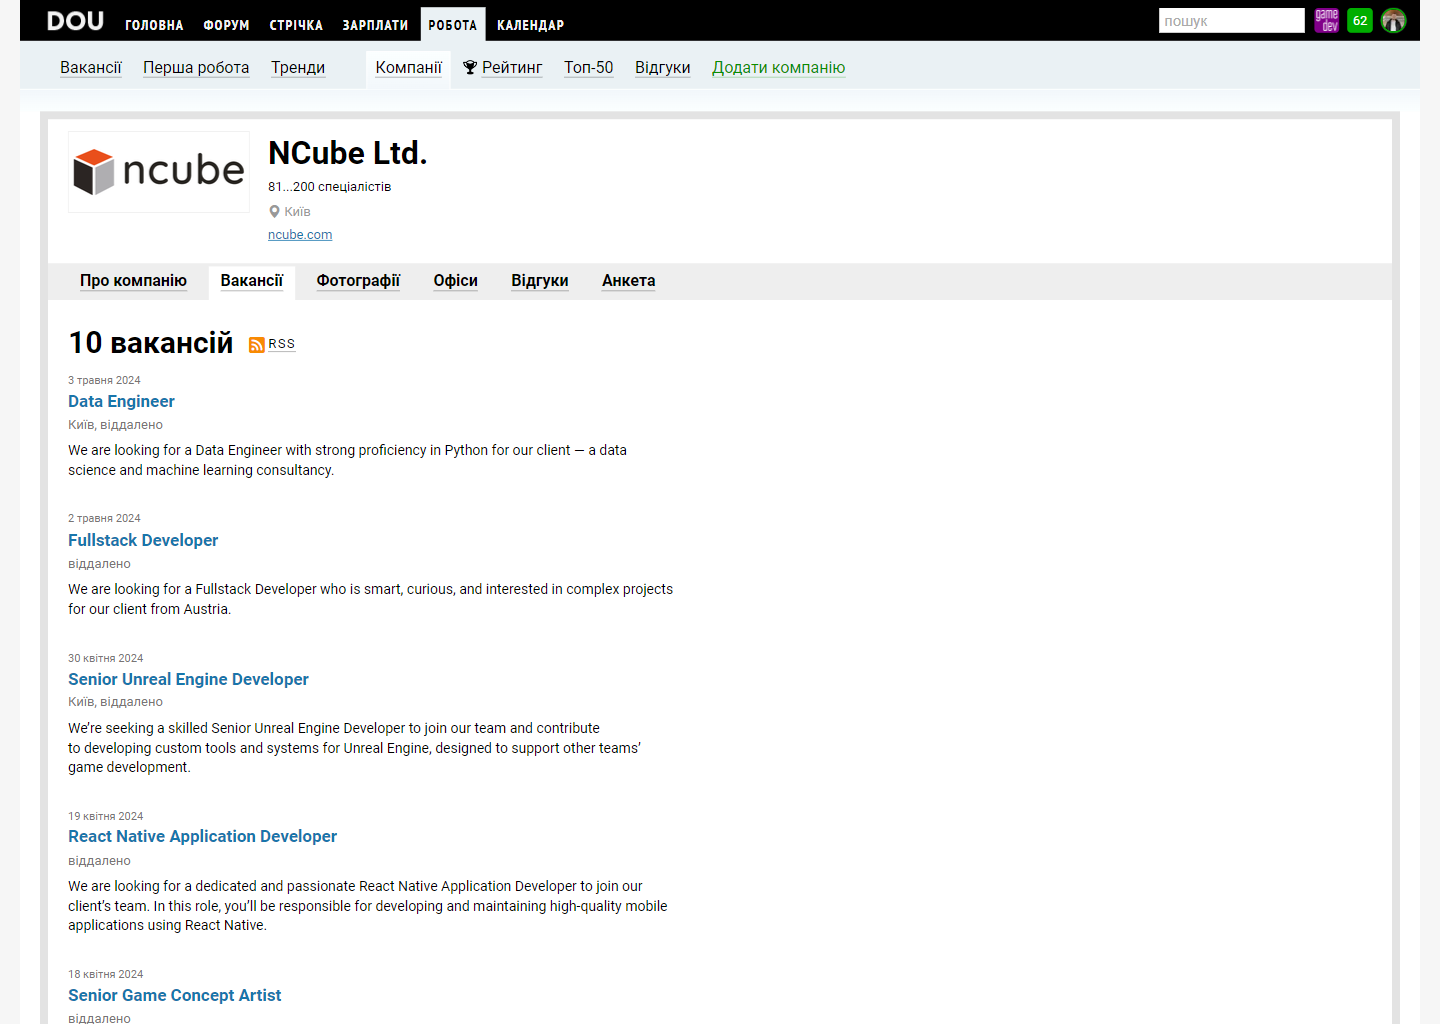 DOU ГОЛОВНА ФОРУМ СТРІЧКА ЗАРПЛАТИ РОБОТА КАЛЕНДАР пошук game dev 62
Вакансії Перша робота Тренди Компанії Рейтинг Топ-50 Відгуки Додати компанію
ncube
NCube Ltd.
81...200 спеціалістів
Київ
ncube.com
Про компанію Вакансії Фотографії Офіси Відгуки Анкета
10 вакансій RSS
3 травня 2024
Data Engineer
Київ, віддалено
We are looking for a Data Engineer with strong proficiency in Python for our client — a data
science and machine learning consultancy.
2 травня 2024
Fullstack Developer
віддалено
We are looking for a Fullstack Developer who is smart, curious, and interested in complex projects
for our client from Austria.
30 квітня 2024
Senior Unreal Engine Developer
Київ, віддалено
We’re seeking a skilled Senior Unreal Engine Developer to join our team and contribute
to developing custom tools and systems for Unreal Engine, designed to support other teams’
game development.
19 квітня 2024
React Native Application Developer
віддалено
We are looking for a dedicated and passionate React Native Application Developer to join our
client’s team. In this role, you’ll be responsible for developing and maintaining high-quality mobile
applications using React Native.
18 квітня 2024
Senior Game Concept Artist
віддалено